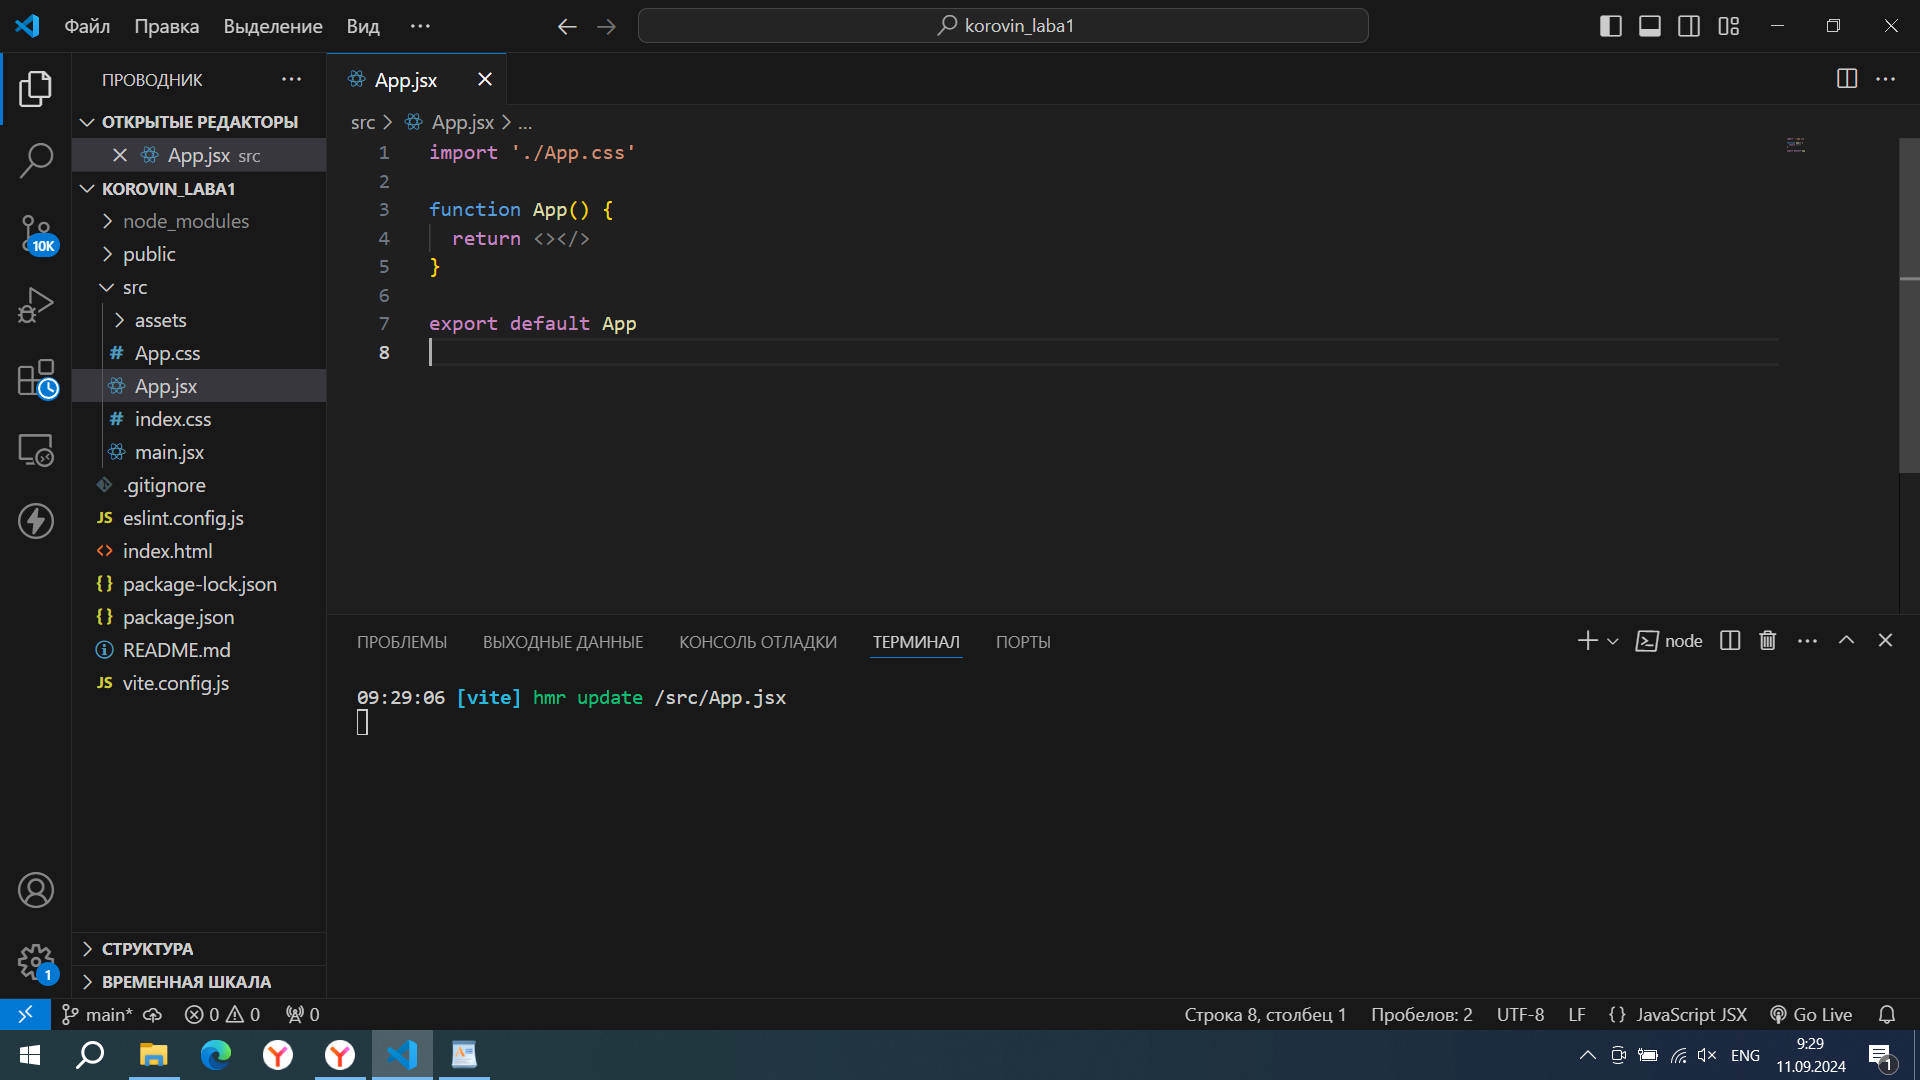 Файл Правка Выделение Вид ··· korovin_laba1
ПРОВОДНИК ···
ОТКРЫТЫЕ РЕДАКТОРЫ
App.jsx src
KOROVIN_LABA1
node_modules
public
src
assets
# App.css
App.jsx
# index.css
main.jsx
.gitignore
JS eslint.config.js
<> index.html
{} package-lock.json
{} package.json
README.md
JS vite.config.js
СТРУКТУРА
ВРЕМЕННАЯ ШКАЛА
10K
1
App.jsx
src > App.jsx > ...
1 import './App.css'
2
3 function App() {
4 return <></>
5 }
6
7 export default App
8
ПРОБЛЕМЫ ВЫХОДНЫЕ ДАННЫЕ КОНСОЛЬ ОТЛАДКИ ТЕРМИНАЛ ПОРТЫ node
09:29:06 [vite] hmr update /src/App.jsx
main* 0 0 0 Строка 8, столбец 1 Пробелов: 2 UTF-8 LF {} JavaScript JSX Go Live
ENG 9:29
11.09.2024 1